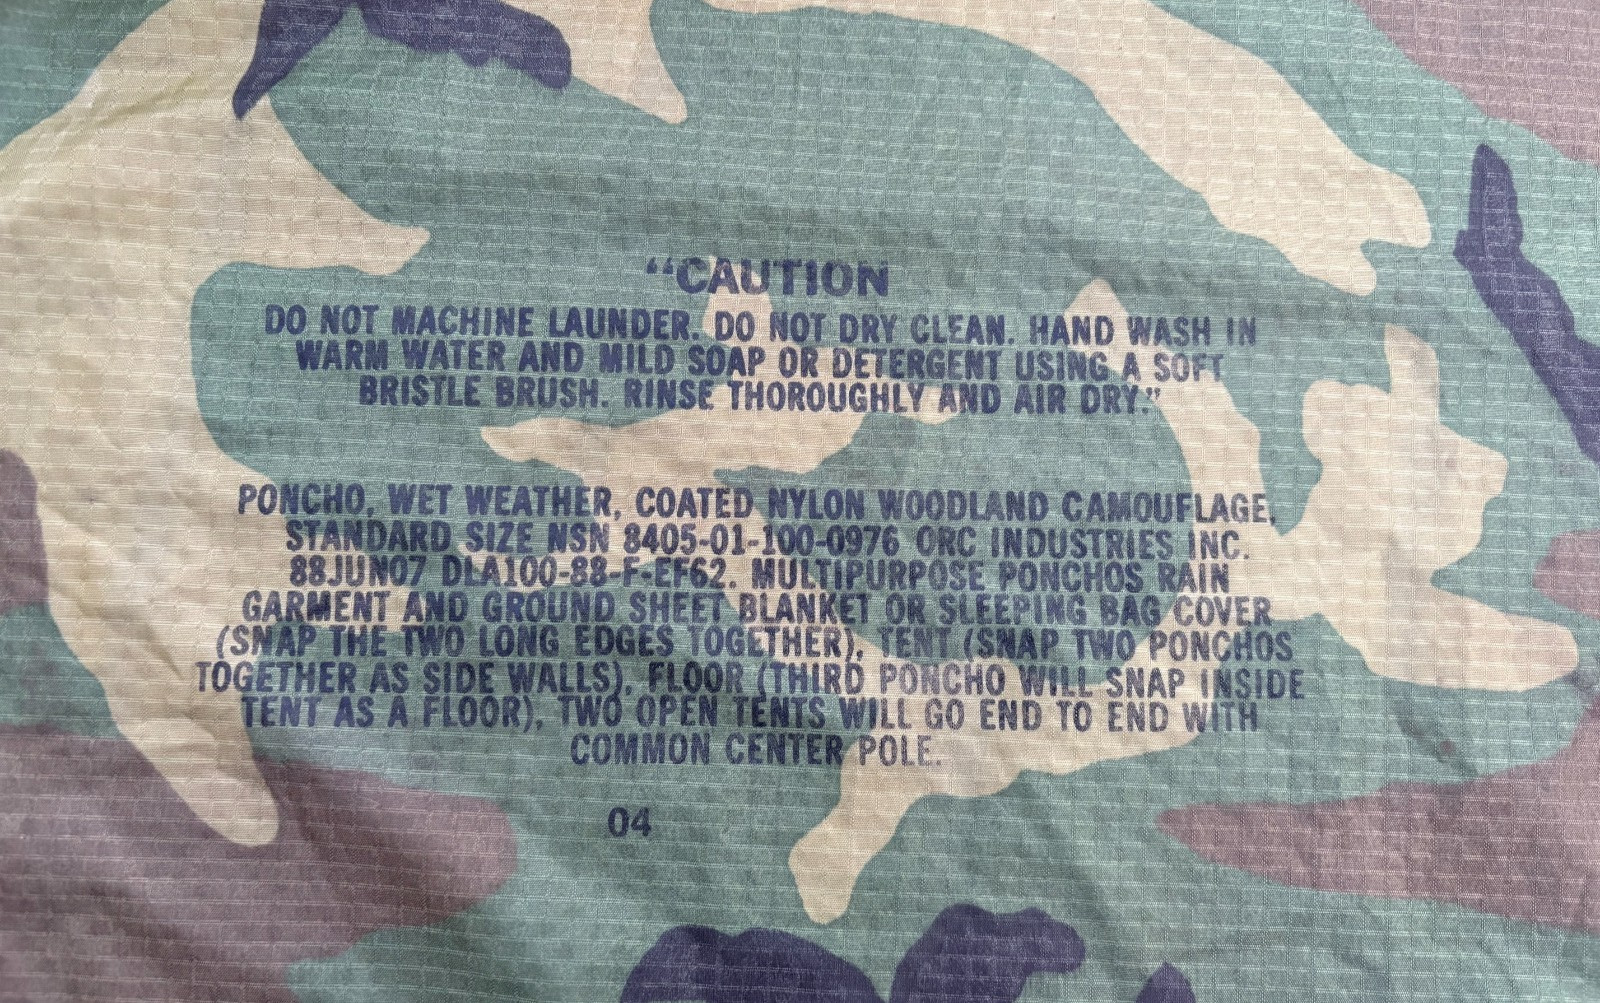 “CAUTION
DO NOT MACHINE LAUNDER. DO NOT DRY CLEAN. HAND WASH IN
WARM WATER AND MILD SOAP OR DETERGENT USING A SOFT
BRISTLE BRUSH. RINSE THOROUGHLY AND AIR DRY.”
PONCHO, WET WEATHER, COATED NYLON WOODLAND CAMOUFLAGE,
STANDARD SIZE NSN 8405-01-100-0976 ORC INDUSTRIES INC.
88JUN07 DLA100-88-F-EF62. MULTIPURPOSE PONCHOS RAIN
GARMENT AND GROUND SHEET BLANKET OR SLEEPING BAG COVER
(SNAP THE TWO LONG EDGES TOGETHER), TENT (SNAP TWO PONCHOS
TOGETHER AS SIDE WALLS), FLOOR (THIRD PONCHO WILL SNAP INSIDE
TENT AS A FLOOR), TWO OPEN TENTS WILL GO END TO END WITH
COMMON CENTER POLE.
04